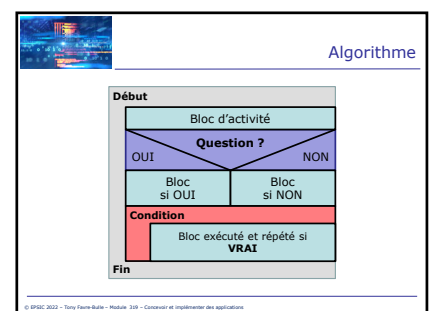 Algorithme
Début
Bloc d'activité
Question ?
OUI
NON
Bloc
si OUI
Bloc
si NON
Condition
Bloc exécuté et répété si
VRAI
Fin
© EPSIC 2022 – Tony Favre-Bulle – Module 319 – Concevoir et implémenter des applications